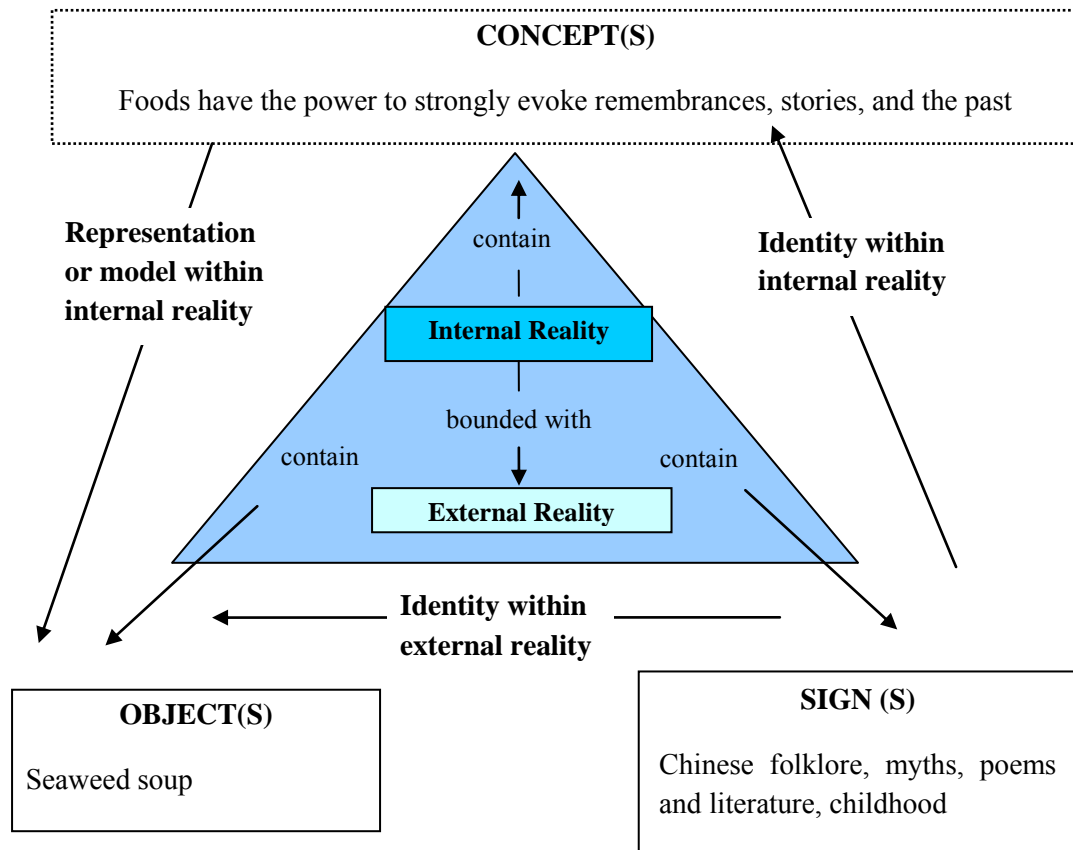 CONCEPT(S)
Foods have the power to strongly evoke remembrances, stories, and the past
Representation
or model within
internal reality
contain
Identity within
internal reality
Internal Reality
bounded with
contain
contain
External Reality
Identity within
external reality
OBJECT(S)
Seaweed soup
SIGN (S)
Chinese folklore, myths, poems
and literature, childhood